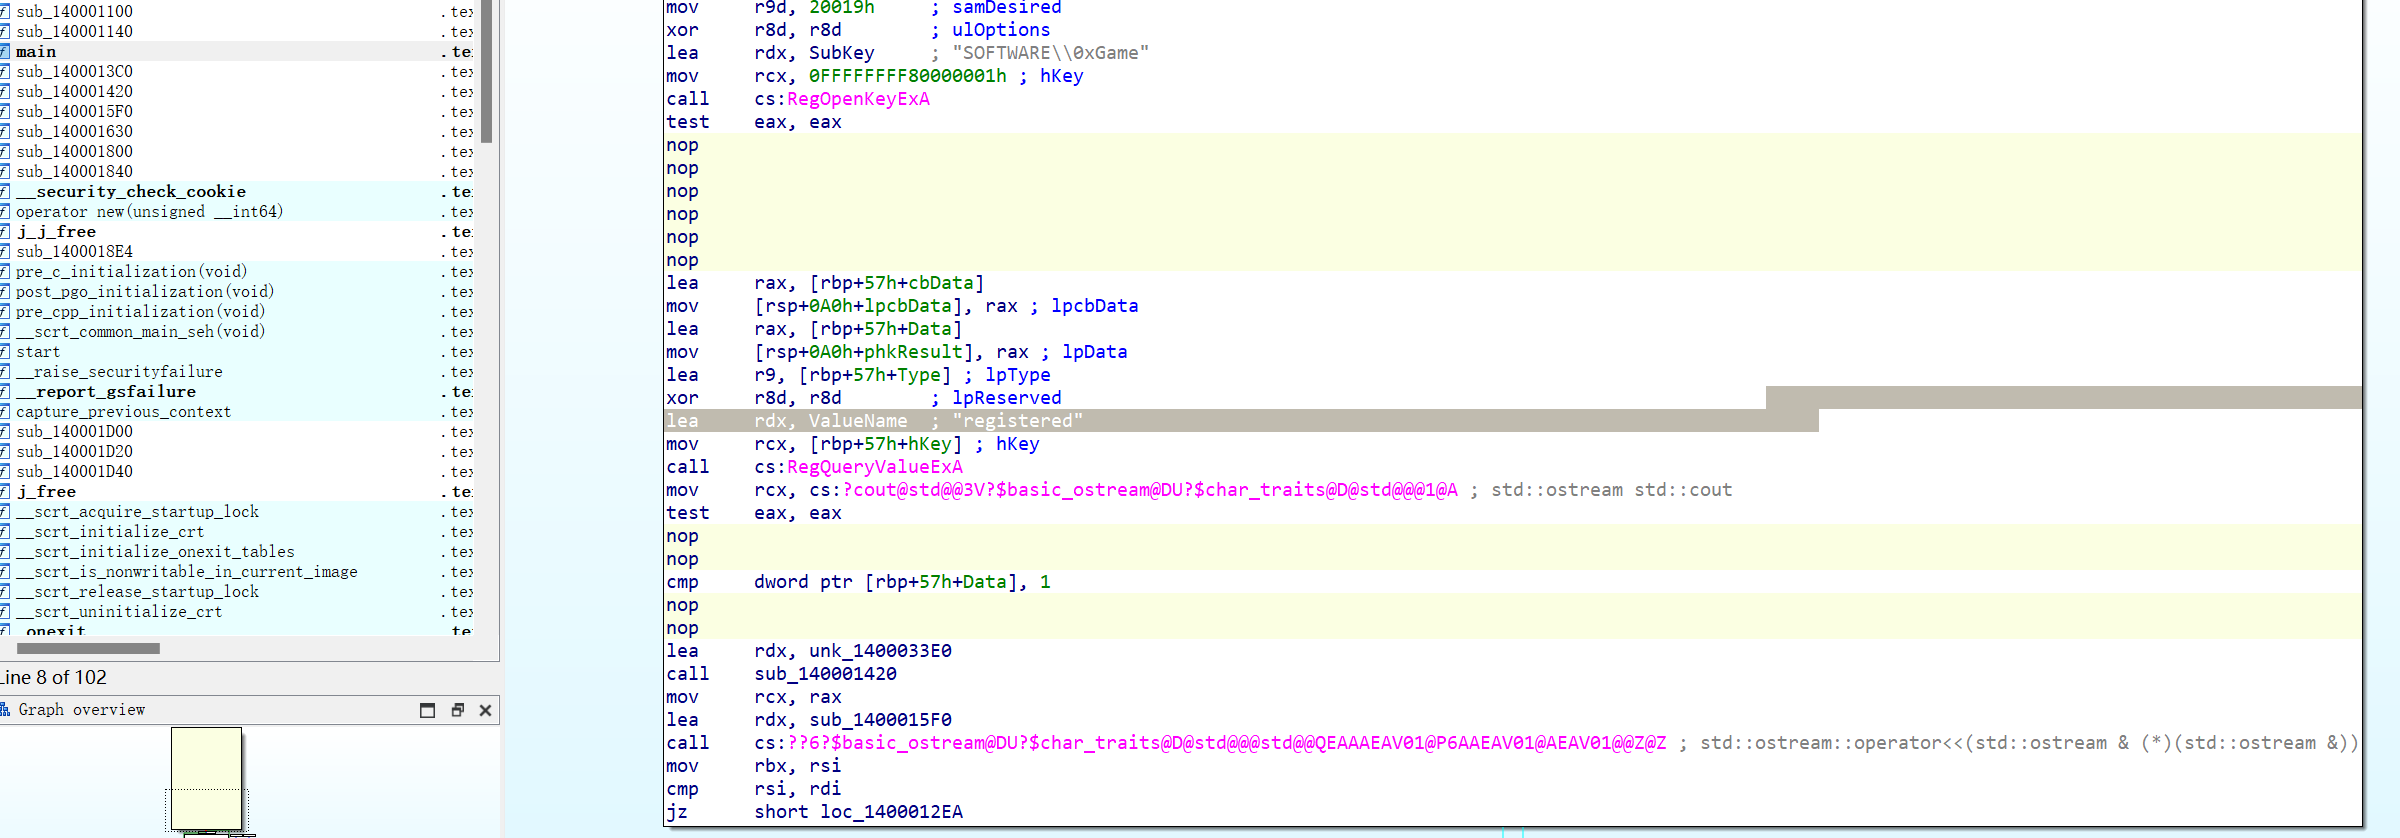 f sub_140001100 .tex
f sub_140001140 .tex
f main .te
f sub_1400013C0 .tex
f sub_140001420 .tex
f sub_1400015F0 .tex
f sub_140001630 .tex
f sub_140001800 .tex
f sub_140001840 .tex
f __security_check_cookie .te
f operator new(unsigned __int64) .tex
f j_j_free .te
f sub_1400018E4 .tex
f pre_c_initialization(void) .tex
f post_pgo_initialization(void) .tex
f pre_cpp_initialization(void) .tex
f __scrt_common_main_seh(void) .tex
f start .tex
f __raise_securityfailure .tex
f __report_gsfailure .te
f capture_previous_context .tex
f sub_140001D00 .tex
f sub_140001D20 .tex
f sub_140001D40 .tex
f j_free .te
f __scrt_acquire_startup_lock .tex
f __scrt_initialize_crt .tex
f __scrt_initialize_onexit_tables .tex
f __scrt_is_nonwritable_in_current_image .tex
f __scrt_release_startup_lock .tex
f __scrt_uninitialize_crt .tex
f _onexit .te
Line 8 of 102
Graph overview
mov r9d, 20019h ; samDesired
xor r8d, r8d ; ulOptions
lea rdx, SubKey ; "SOFTWARE\\0xGame"
mov rcx, 0FFFFFFFF80000001h ; hKey
call cs:RegOpenKeyExA
test eax, eax
nop
nop
nop
nop
nop
nop
lea rax, [rbp+57h+cbData]
mov [rsp+0A0h+lpcbData], rax ; lpcbData
lea rax, [rbp+57h+Data]
mov [rsp+0A0h+phkResult], rax ; lpData
lea r9, [rbp+57h+Type] ; lpType
xor r8d, r8d ; lpReserved
lea rdx, ValueName ; "registered"
mov rcx, [rbp+57h+hKey] ; hKey
call cs:RegQueryValueExA
mov rcx, cs:?cout@std@@3V?$basic_ostream@DU?$char_traits@D@std@@@1@A ; std::ostream std::cout
test eax, eax
nop
nop
cmp dword ptr [rbp+57h+Data], 1
nop
nop
lea rdx, unk_1400033E0
call sub_140001420
mov rcx, rax
lea rdx, sub_1400015F0
call cs:??6?$basic_ostream@DU?$char_traits@D@std@@@std@@QEAAAEAV01@P6AAEAV01@AEAV01@@Z@Z ; std::ostream::operator<<(std::ostream & (*)(std::ostream &))
mov rbx, rsi
cmp rsi, rdi
jz short loc_1400012EA